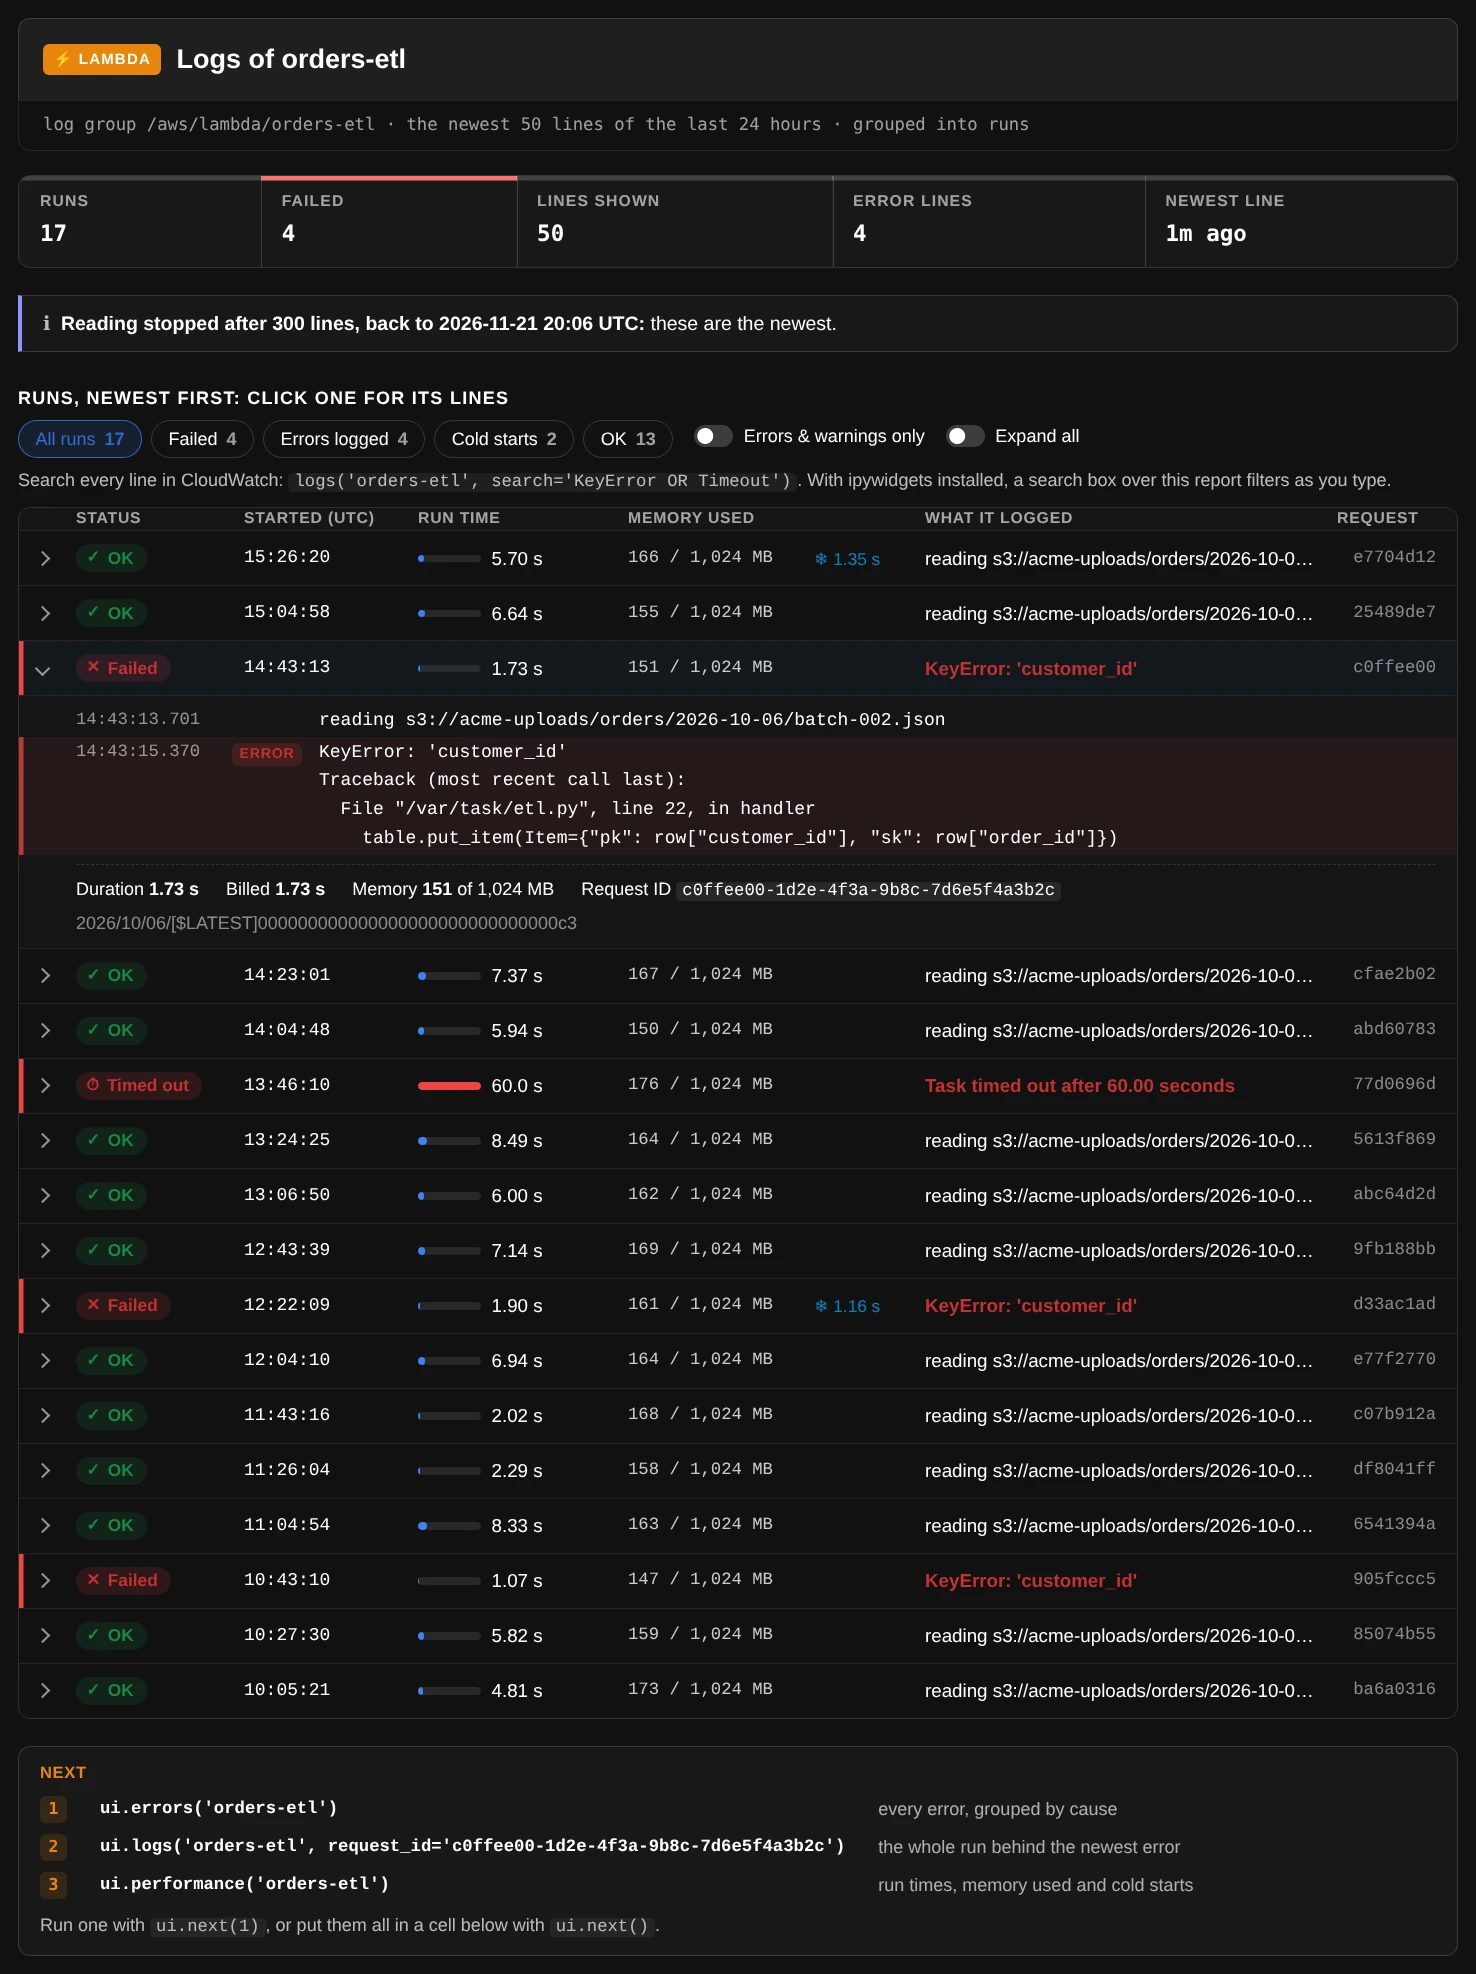 ⚡ LAMBDA Logs of orders-etl
log group /aws/lambda/orders-etl · the newest 50 lines of the last 24 hours · grouped into runs
RUNS FAILED LINES SHOWN ERROR LINES NEWEST LINE
17 4 50 4 1m ago
ℹ Reading stopped after 300 lines, back to 2026-11-21 20:06 UTC: these are the newest.
RUNS, NEWEST FIRST: CLICK ONE FOR ITS LINES
All runs 17 Failed 4 Errors logged 4 Cold starts 2 OK 13 Errors & warnings only Expand all
Search every line in CloudWatch: logs('orders-etl', search='KeyError OR Timeout'). With ipywidgets installed, a search box over this report filters as you type.
STATUS STARTED (UTC) RUN TIME MEMORY USED WHAT IT LOGGED REQUEST
✓ OK 15:26:20 5.70 s 166 / 1,024 MB ❄ 1.35 s reading s3://acme-uploads/orders/2026-10-0… e7704d12
✓ OK 15:04:58 6.64 s 155 / 1,024 MB reading s3://acme-uploads/orders/2026-10-0… 25489de7
✕ Failed 14:43:13 1.73 s 151 / 1,024 MB KeyError: 'customer_id' c0ffee00
14:43:13.701 reading s3://acme-uploads/orders/2026-10-06/batch-002.json
14:43:15.370 ERROR KeyError: 'customer_id'
Traceback (most recent call last):
File "/var/task/etl.py", line 22, in handler
table.put_item(Item={"pk": row["customer_id"], "sk": row["order_id"]})
Duration 1.73 s Billed 1.73 s Memory 151 of 1,024 MB Request ID c0ffee00-1d2e-4f3a-9b8c-7d6e5f4a3b2c
2026/10/06/[$LATEST]000000000000000000000000000000c3
✓ OK 14:23:01 7.37 s 167 / 1,024 MB reading s3://acme-uploads/orders/2026-10-0… cfae2b02
✓ OK 14:04:48 5.94 s 150 / 1,024 MB reading s3://acme-uploads/orders/2026-10-0… abd60783
⏱ Timed out 13:46:10 60.0 s 176 / 1,024 MB Task timed out after 60.00 seconds 77d0696d
✓ OK 13:24:25 8.49 s 164 / 1,024 MB reading s3://acme-uploads/orders/2026-10-0… 5613f869
✓ OK 13:06:50 6.00 s 162 / 1,024 MB reading s3://acme-uploads/orders/2026-10-0… abc64d2d
✓ OK 12:43:39 7.14 s 169 / 1,024 MB reading s3://acme-uploads/orders/2026-10-0… 9fb188bb
✕ Failed 12:22:09 1.90 s 161 / 1,024 MB ❄ 1.16 s KeyError: 'customer_id' d33ac1ad
✓ OK 12:04:10 6.94 s 164 / 1,024 MB reading s3://acme-uploads/orders/2026-10-0… e77f2770
✓ OK 11:43:16 2.02 s 168 / 1,024 MB reading s3://acme-uploads/orders/2026-10-0… c07b912a
✓ OK 11:26:04 2.29 s 158 / 1,024 MB reading s3://acme-uploads/orders/2026-10-0… df8041ff
✓ OK 11:04:54 8.33 s 163 / 1,024 MB reading s3://acme-uploads/orders/2026-10-0… 6541394a
✕ Failed 10:43:10 1.07 s 147 / 1,024 MB KeyError: 'customer_id' 905fccc5
✓ OK 10:27:30 5.82 s 159 / 1,024 MB reading s3://acme-uploads/orders/2026-10-0… 85074b55
✓ OK 10:05:21 4.81 s 173 / 1,024 MB reading s3://acme-uploads/orders/2026-10-0… ba6a0316
NEXT
1 ui.errors('orders-etl') every error, grouped by cause
2 ui.logs('orders-etl', request_id='c0ffee00-1d2e-4f3a-9b8c-7d6e5f4a3b2c') the whole run behind the newest error
3 ui.performance('orders-etl') run times, memory used and cold starts
Run one with ui.next(1), or put them all in a cell below with ui.next().